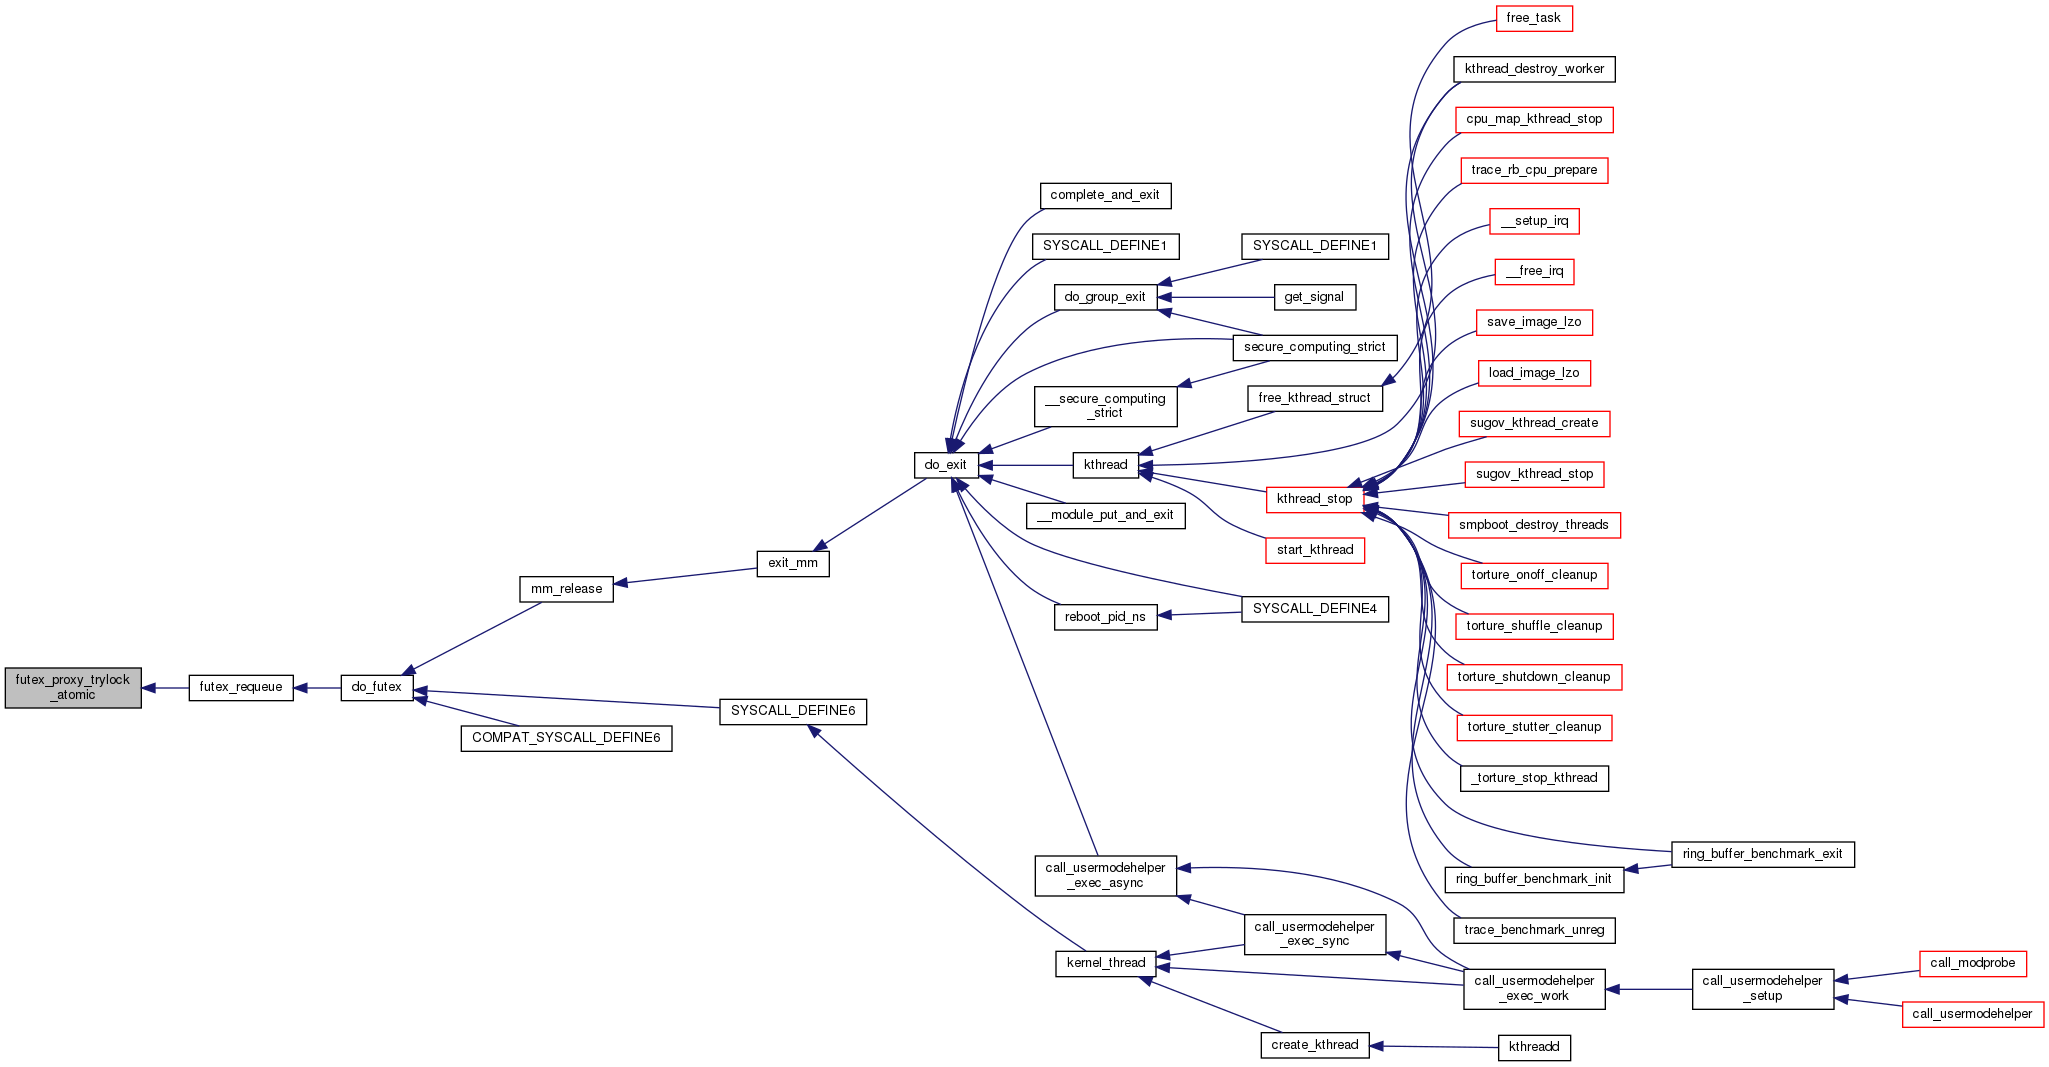 free_task
kthread_destroy_worker
cpu_map_kthread_stop
trace_rb_cpu_prepare
complete_and_exit
__setup_irq
SYSCALL_DEFINE1
SYSCALL_DEFINE1
__free_irq
do_group_exit
get_signal
save_image_lzo
secure_computing_strict
load_image_lzo
__secure_computing
_strict
free_kthread_struct
sugov_kthread_create
do_exit
kthread
sugov_kthread_stop
kthread_stop
__module_put_and_exit
smpboot_destroy_threads
start_kthread
exit_mm
torture_onoff_cleanup
mm_release
SYSCALL_DEFINE4
reboot_pid_ns
torture_shuffle_cleanup
torture_shutdown_cleanup
futex_proxy_trylock
_atomic
futex_requeue
do_futex
SYSCALL_DEFINE6
torture_stutter_cleanup
COMPAT_SYSCALL_DEFINE6
_torture_stop_kthread
ring_buffer_benchmark_exit
call_usermodehelper
_exec_async
ring_buffer_benchmark_init
trace_benchmark_unreg
call_usermodehelper
_exec_sync
kernel_thread
call_modprobe
call_usermodehelper
_exec_work
call_usermodehelper
_setup
call_usermodehelper
create_kthread
kthreadd